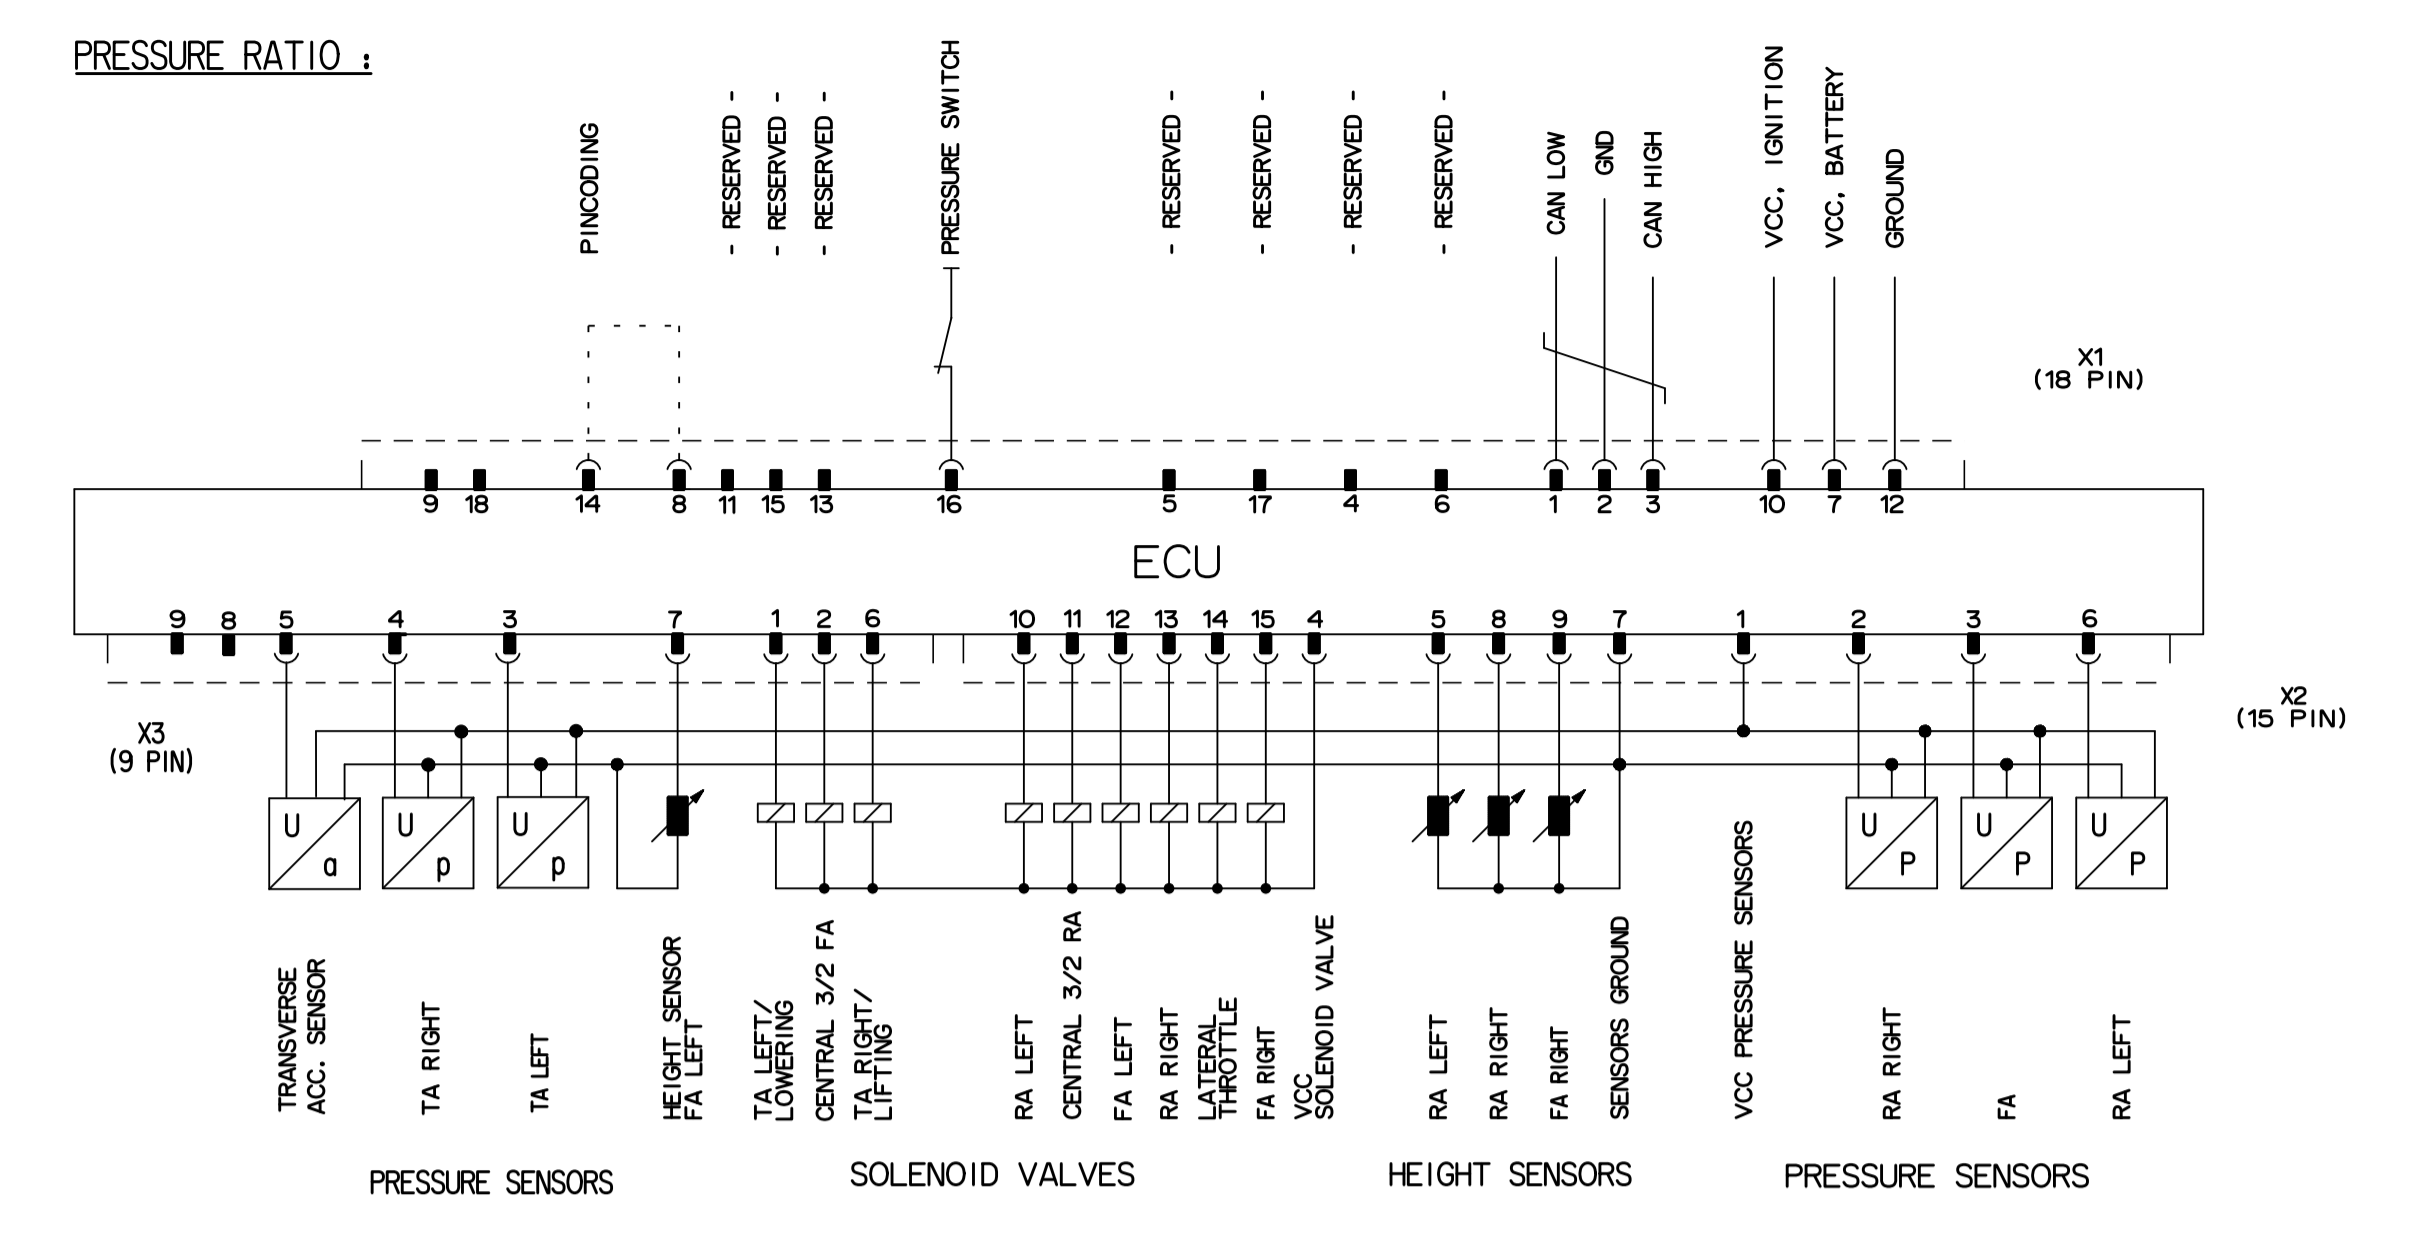 PRESSURE RATIO :
PINCODING
- RESERVED -
- RESERVED -
- RESERVED -
PRESSURE SWITCH
- RESERVED -
- RESERVED -
- RESERVED -
- RESERVED -
CAN LOW
GND
CAN HIGH
VCC, IGNITION
VCC, BATTERY
GROUND
X1
(18 PIN)
9 18 14 8 11 15 13 16 5 17 4 6 1 2 3 10 7 12
ECU
9 8 5 4 3 7 1 2 6 10 11 12 13 14 15 4 5 8 9 7 1 2 3 6
X3
(9 PIN)
X2
(15 PIN)
U
a
U
p
U
p
U
P
U
P
U
P
TRANSVERSE
ACC. SENSOR
TA RIGHT
TA LEFT
HEIGHT SENSOR
FA LEFT
TA LEFT/
LOWERING
CENTRAL 3/2 FA
TA RIGHT/
LIFTING
RA LEFT
CENTRAL 3/2 RA
FA LEFT
RA RIGHT
LATERAL
THROTTLE
FA RIGHT
VCC
SOLENOID VALVE
RA LEFT
RA RIGHT
FA RIGHT
SENSORS GROUND
VCC PRESSURE SENSORS
RA RIGHT
FA
RA LEFT
PRESSURE SENSORS
SOLENOID VALVES
HEIGHT SENSORS
PRESSURE SENSORS